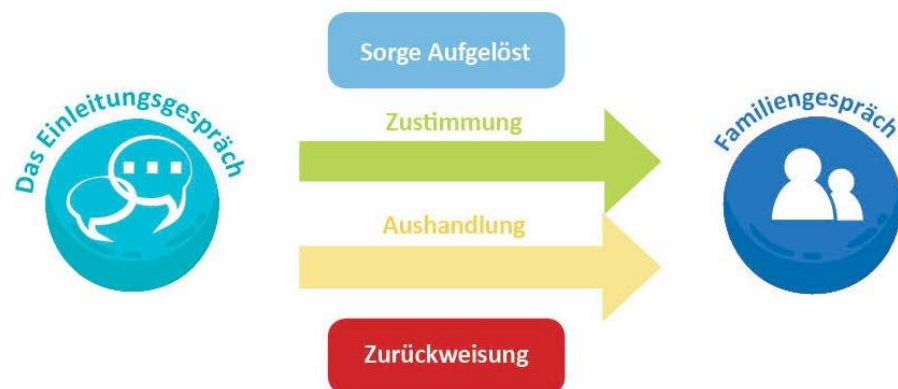 Sorge Aufgelöst
Das Einleitungsgespräch
Zustimmung
Familiengespräch
Aushandlung
Zurückweisung